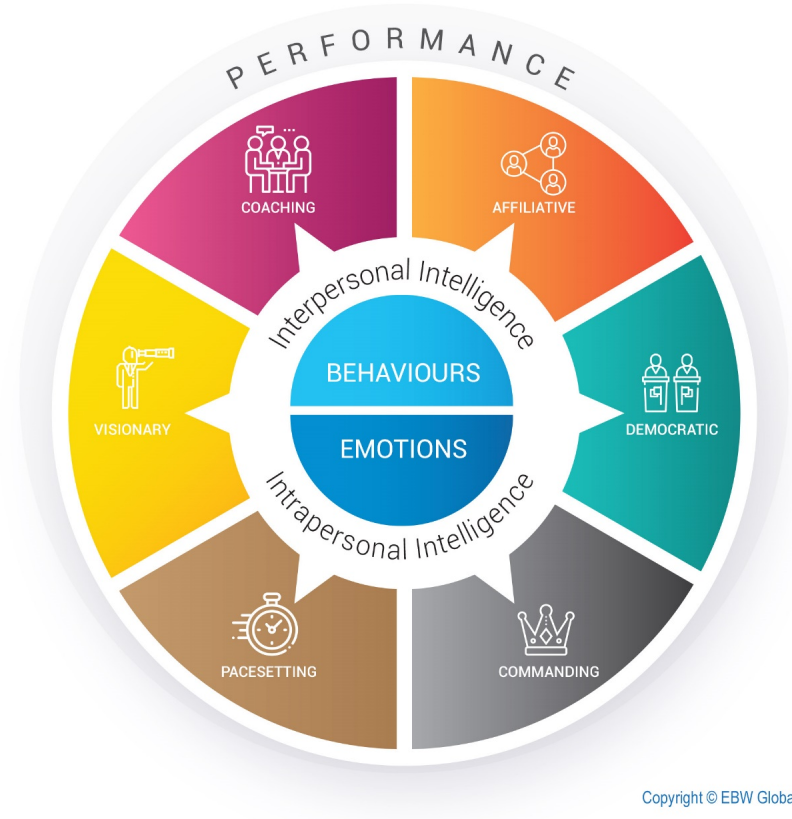 PERFORMANCE
COACHING
AFFILIATIVE
Interpersonal Intelligence
VISIONARY
BEHAVIOURS
EMOTIONS
DEMOCRATIC
Intrapersonal Intelligence
PACESETTING
COMMANDING
Copyright © EBW Globa